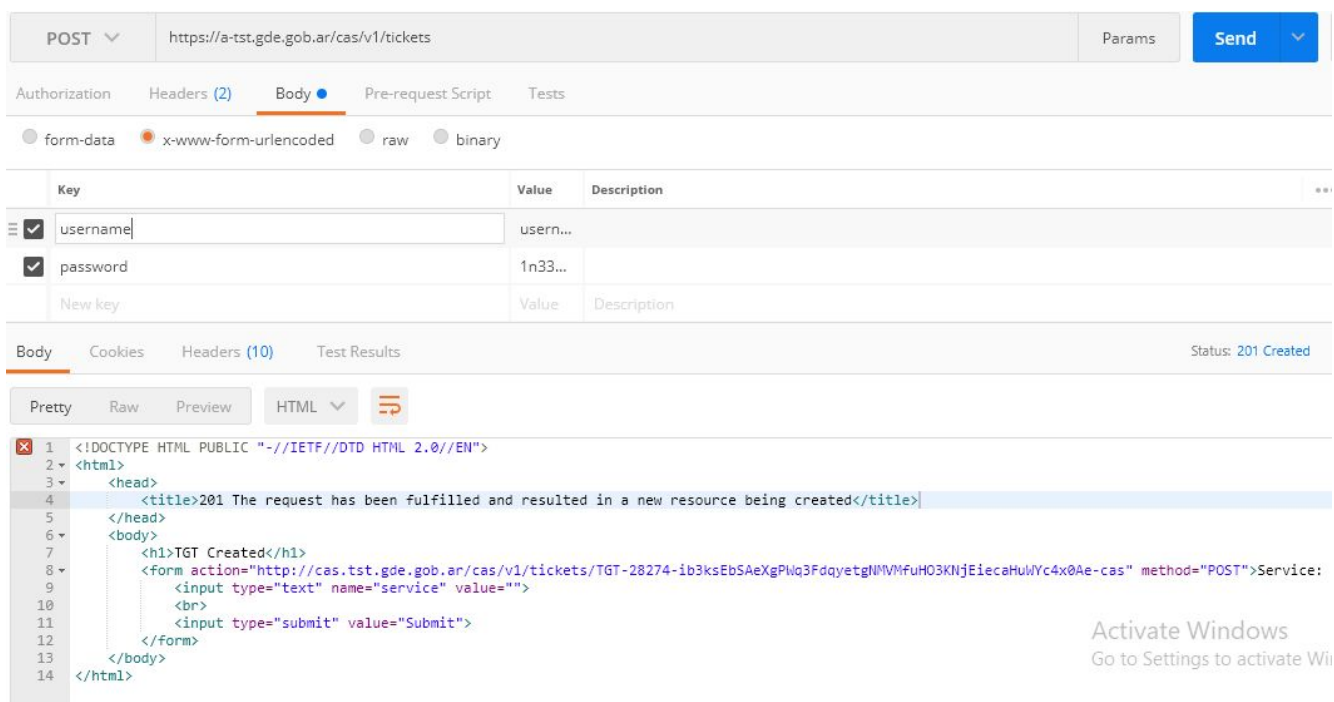 POST https://a-tst.gde.gob.ar/cas/v1/tickets Params Send
Authorization Headers (2) Body Pre-request Script Tests
form-data x-www-form-urlencoded raw binary
Key Value Description
username usern...
password 1n33...
New key Value Description
Body Cookies Headers (10) Test Results Status: 201 Created
Pretty Raw Preview HTML
1 <!DOCTYPE HTML PUBLIC "-//IETF//DTD HTML 2.0//EN">
2 <html>
3 <head>
4 <title>201 The request has been fulfilled and resulted in a new resource being created</title>
5 </head>
6 <body>
7 <h1>TGT Created</h1>
8 <form action="http://cas.tst.gde.gob.ar/cas/v1/tickets/TGT-28274-ib3ksEbSAeXgPWq3FdqyetgNMVMfuHO3KNjEiecaHuWYc4x0Ae-cas" method="POST">Service:
9 <input type="text" name="service" value="">
10 <br>
11 <input type="submit" value="Submit">
12 </form>
13 </body>
14 </html>
Activate Windows
Go to Settings to activate Wi